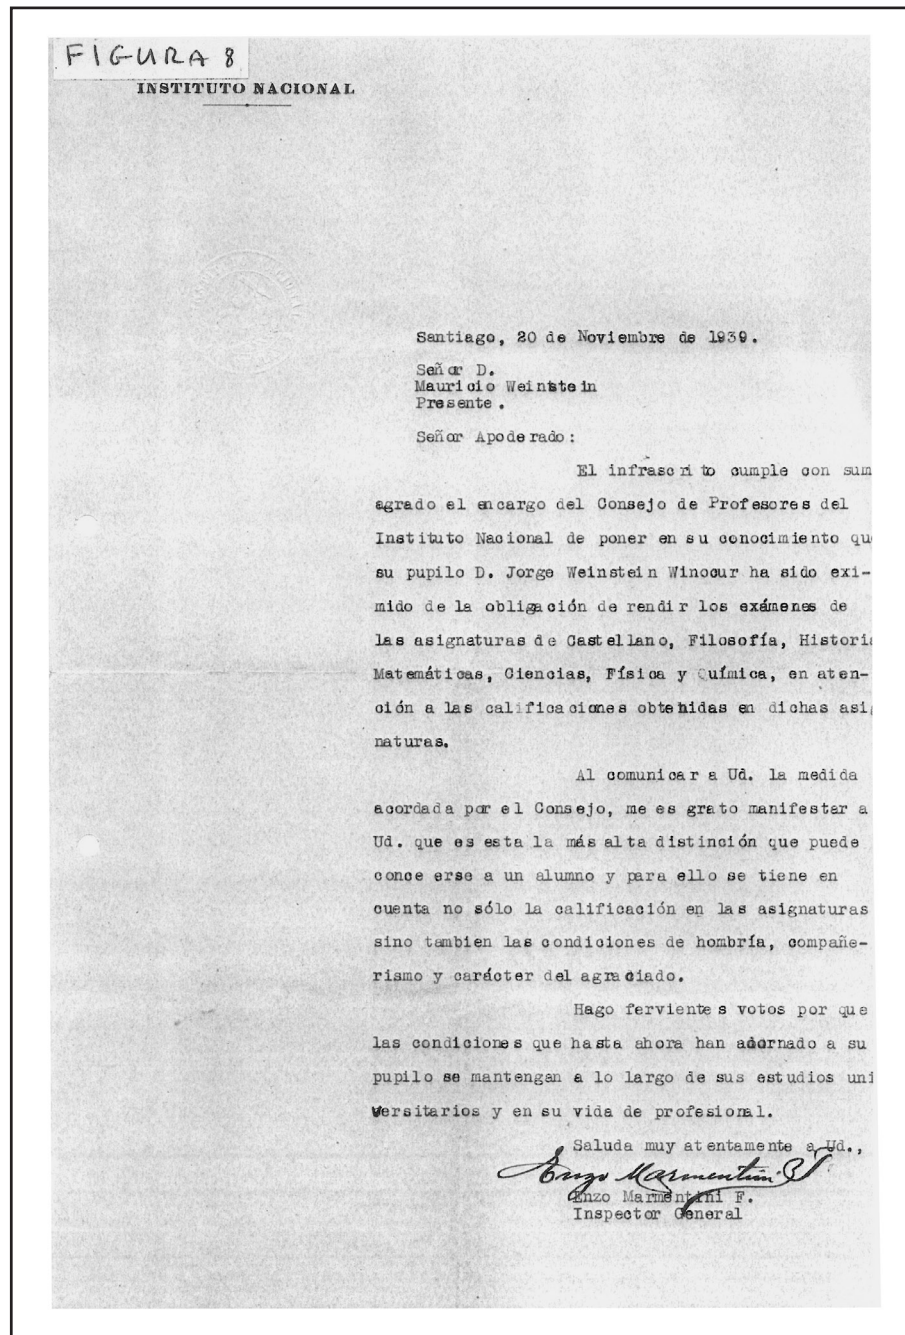 FIGURA 8
INSTITUTO NACIONAL
Santiago, 20 de Noviembre de 1939.
Señor D.
Mauricio Weinstein
Presente.
Señor Apoderado:
El infrascrito cumple con sum
agrado el encargo del Consejo de Profesores del
Instituto Nacional de poner en su conocimiento que
su pupilo D. Jorge Weinstein Winocur ha sido exi-
mido de la obligación de rendir los exámenes de
las asignaturas de Castellano, Filosofía, Historia
Matemáticas, Ciencias, Física y Química, en aten-
ción a las calificaciones obtenidas en dichas asig
naturas.
Al comunicar a Ud. la medida
acordada por el Consejo, me es grato manifestar a
Ud. que es esta la más alta distinción que puede
conce erse a un alumno y para ello se tiene en
cuenta no sólo la calificación en las asignaturas
sino tambien las condiciones de hombría, compañe-
rismo y carácter del agraciado.
Hago fervientes votos por que
las condiciones que hasta ahora han adornado a su
pupilo se mantengan a lo largo de sus estudios uni
versitarios y en su vida de profesional.
Saluda muy atentamente a Ud.,
Enzo Marmentini F.
Enzo Marmentini F.
Inspector General